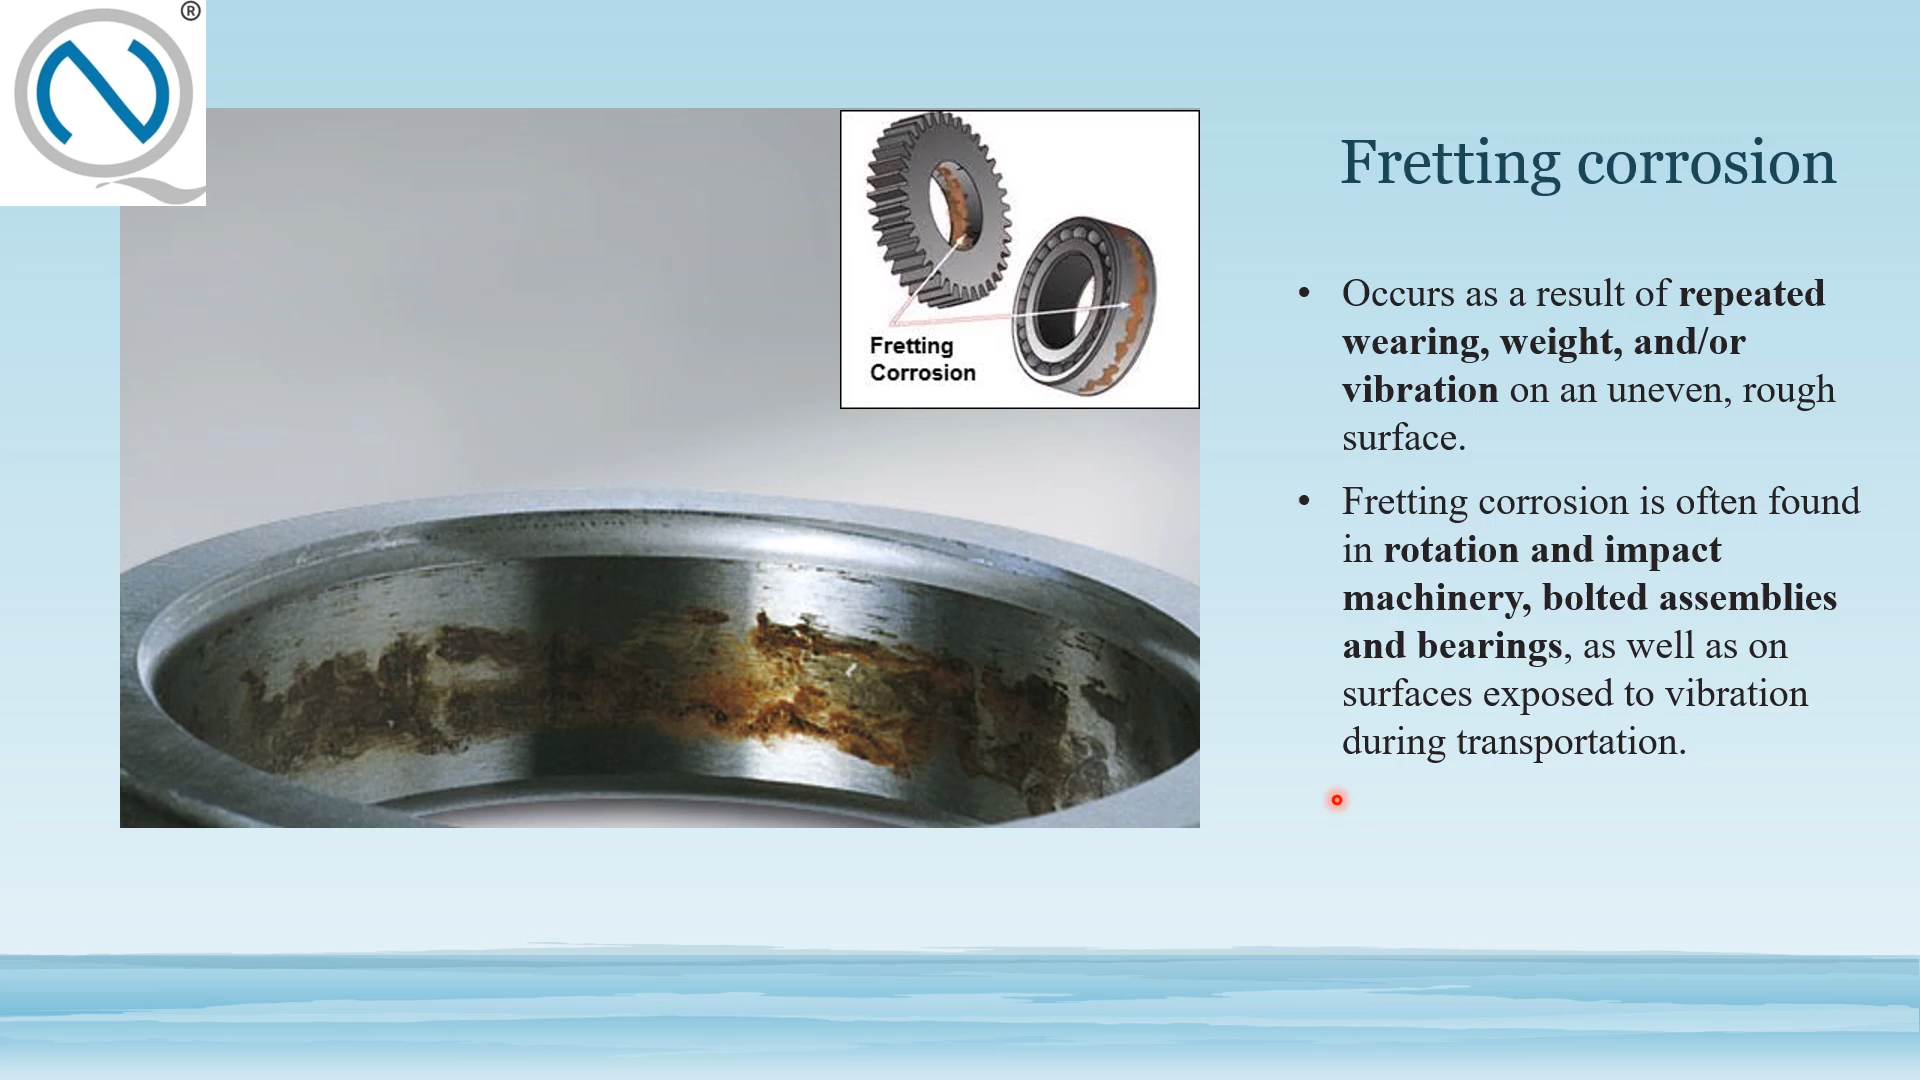 ®
Fretting
Corrosion
Fretting corrosion
• Occurs as a result of repeated
wearing, weight, and/or
vibration on an uneven, rough
surface.
• Fretting corrosion is often found
in rotation and impact
machinery, bolted assemblies
and bearings, as well as on
surfaces exposed to vibration
during transportation.